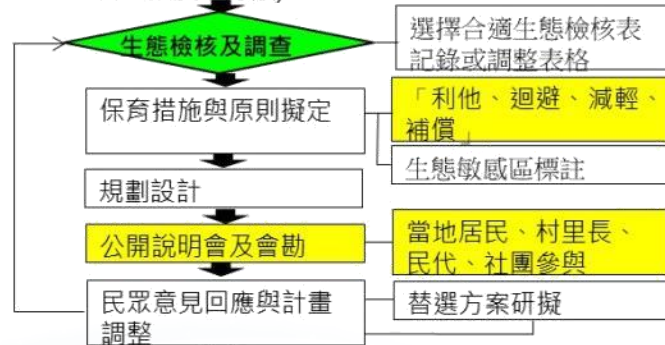 生態檢核及調查
選擇合適生態檢核表
記錄或調整表格
保育措施與原則擬定
「利他、迴避、減輕、
補償」
生態敏感區標註
規劃設計
公開說明會及會勘
當地居民、村里長、
民代、社團參與
民眾意見回應與計畫
調整
替選方案研擬